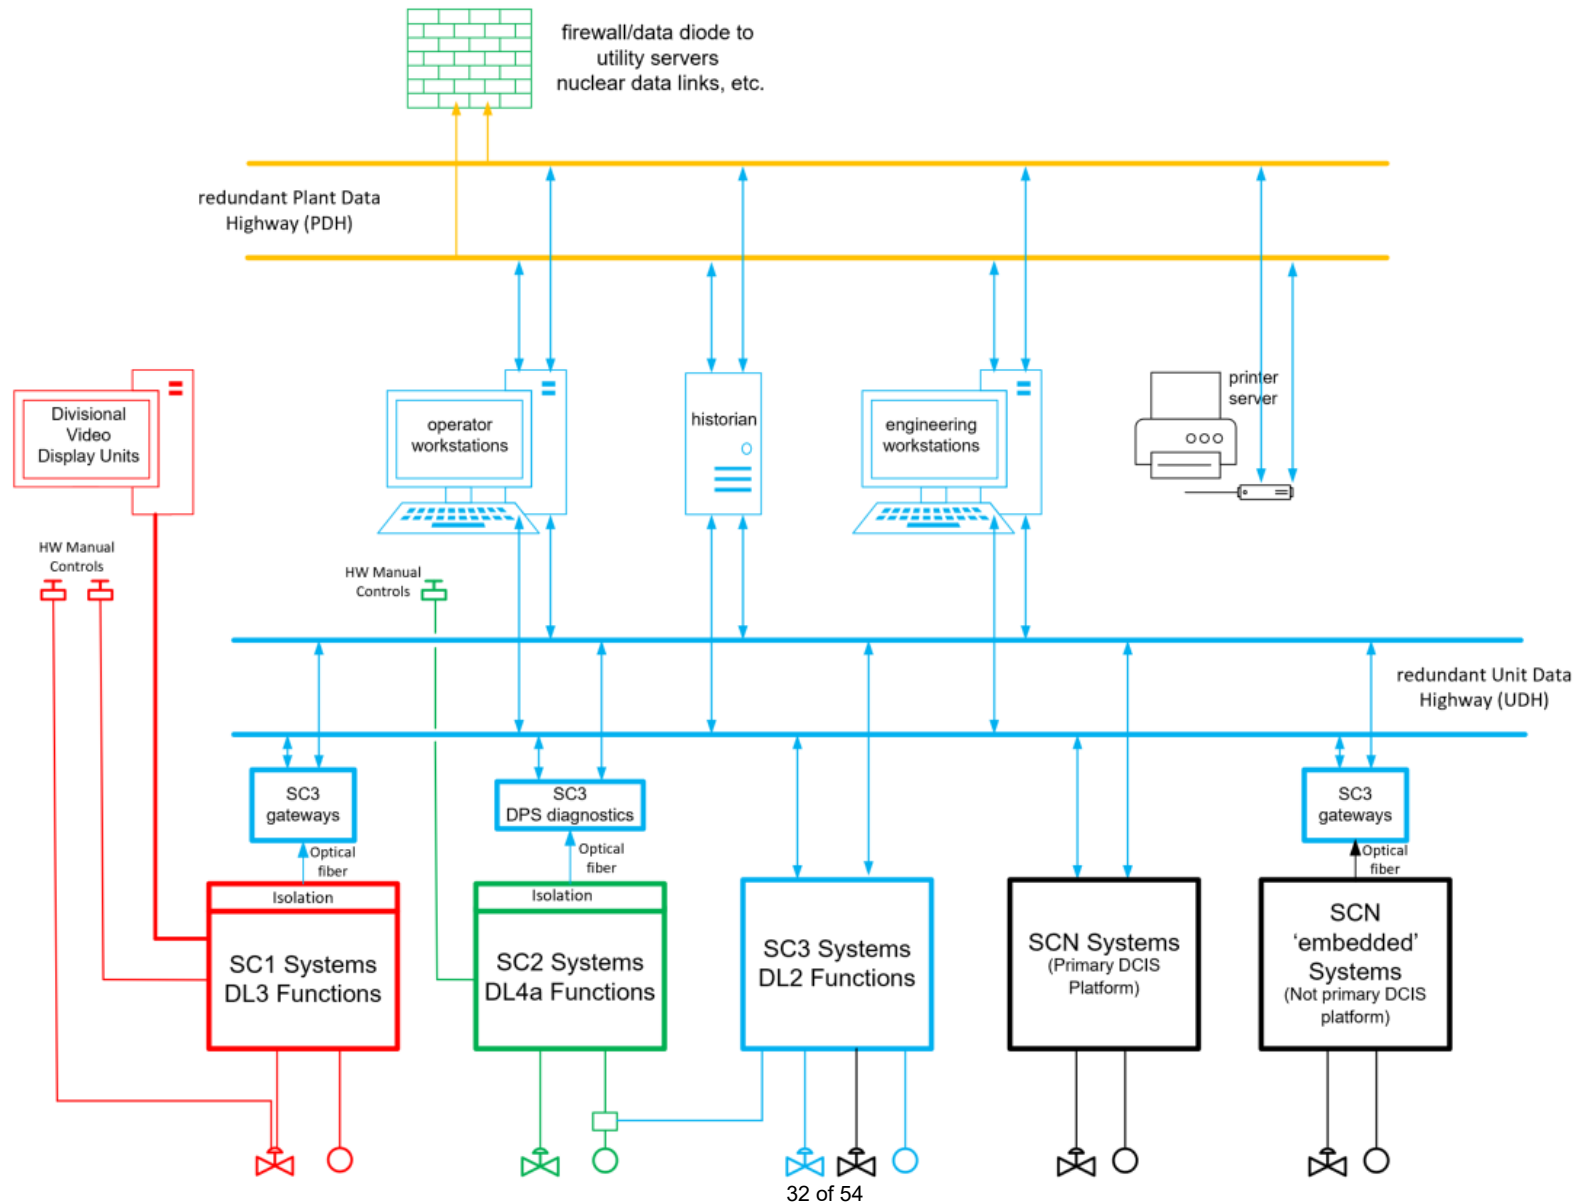 firewall/data diode to
utility servers
nuclear data links, etc.
redundant Plant Data
Highway (PDH)
Divisional
Video
Display Units
operator
workstations
historian
engineering
workstations
printer
server
HW Manual
Controls
HW Manual
Controls
redundant Unit Data
Highway (UDH)
SC3
gateways
SC3
DPS diagnostics
SC3
gateways
Optical
fiber
Optical
fiber
Optical
fiber
Isolation
SC1 Systems
DL3 Functions
Isolation
SC2 Systems
DL4a Functions
SC3 Systems
DL2 Functions
SCN Systems
(Primary DCIS
Platform)
SCN
‘embedded’
Systems
(Not primary DCIS
platform)
32 of 54